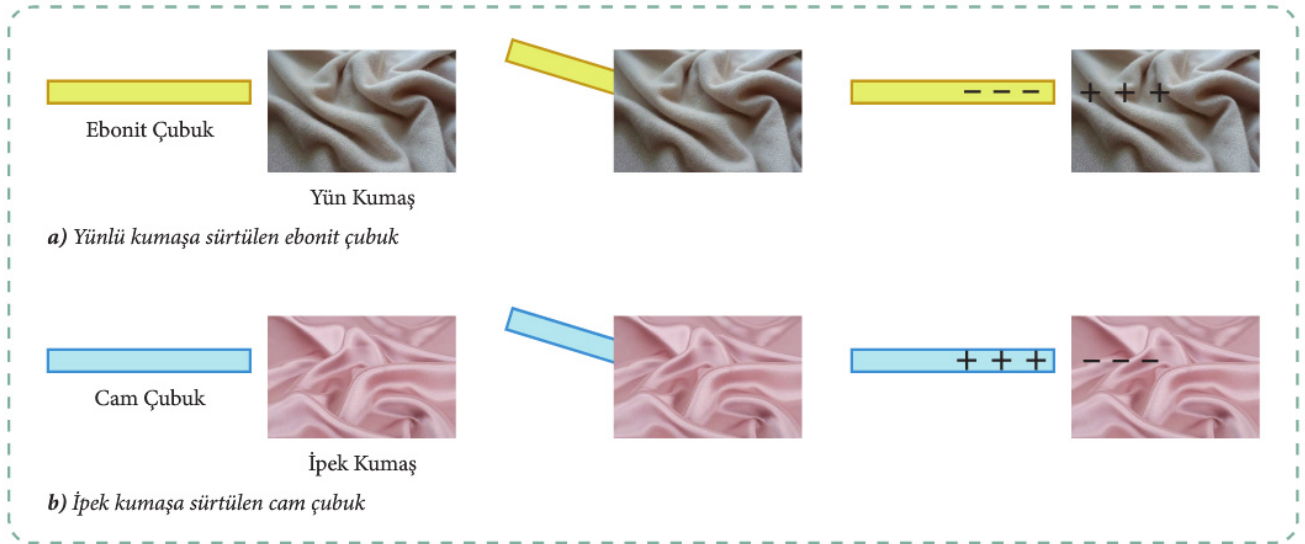 Ebonit Çubuk
Yün Kumaş
− − −
+ + +
a) Yünlü kumaşa sürtülen ebonit çubuk
Cam Çubuk
İpek Kumaş
+ + +
− − −
b) İpek kumaşa sürtülen cam çubuk